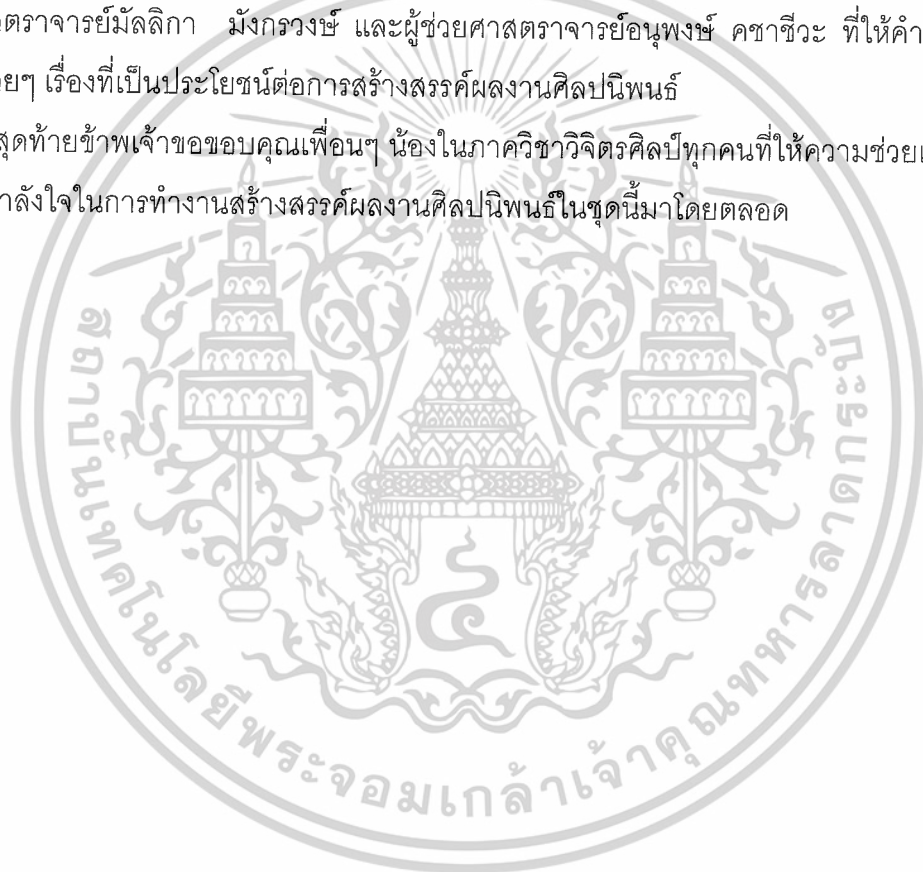 ตราจารย์มัลลิกา มังกรวงษ์ และผู้ช่วยศาสตราจารย์อนุพงษ์ คชาชีวะ ที่ให้คำ
ยๆ เรื่องที่เป็นประโยชน์ต่อการสร้างสรรค์ผลงานศิลปนิพนธ์
สุดท้ายข้าพเจ้าขอขอบคุณเพื่อนๆ น้องในภาควิชาวิจิตรศิลป์ทุกคนที่ให้ความช่วย
ลังใจในการทำงานสร้างสรรค์ผลงานศิลปนิพนธ์ในชุดนี้มาโดยตลอด
สถาบันเทคโนโลยีพระจอมเกล้าเจ้าคุณทหารลาดกระบัง
๔